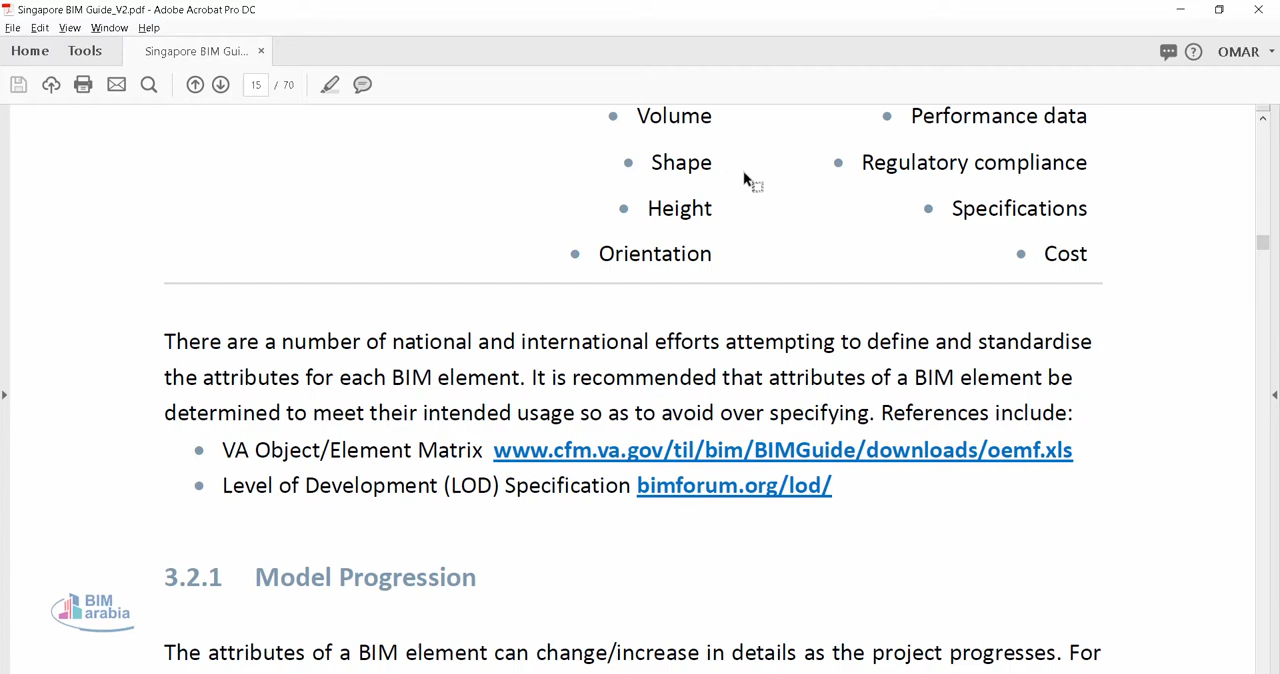 Singapore BIM Guide_V2.pdf - Adobe Acrobat Pro DC
File Edit View Window Help
Home Tools Singapore BIM Gui... × OMAR
15 / 70
• Volume • Performance data
• Shape • Regulatory compliance
• Height • Specifications
• Orientation • Cost
There are a number of national and international efforts attempting to define and standardise
the attributes for each BIM element. It is recommended that attributes of a BIM element be
determined to meet their intended usage so as to avoid over specifying. References include:
• VA Object/Element Matrix www.cfm.va.gov/til/bim/BIMGuide/downloads/oemf.xls
• Level of Development (LOD) Specification bimforum.org/lod/
3.2.1 Model Progression
BIM
arabia
The attributes of a BIM element can change/increase in details as the project progresses. For